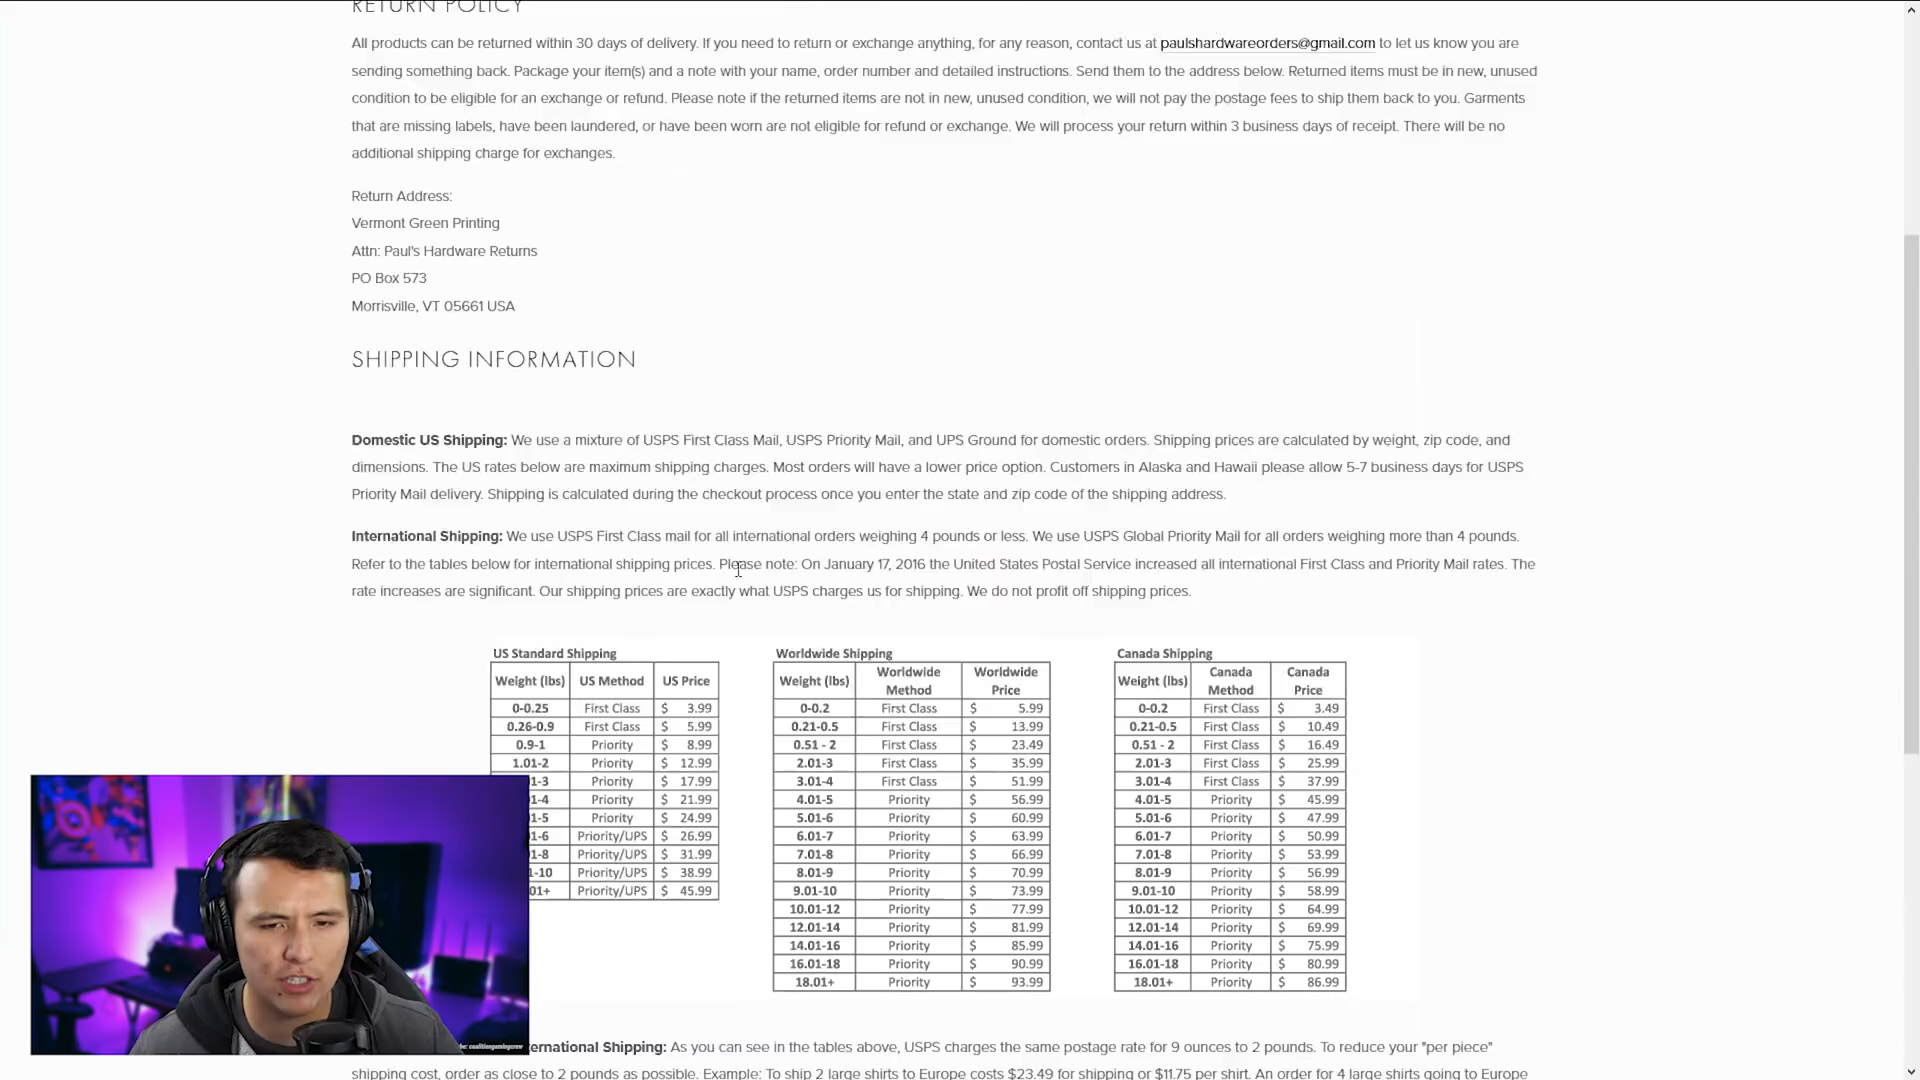 RETURN POLICY
All products can be returned within 30 days of delivery. If you need to return or exchange anything, for any reason, contact us at paulshardwareorders@gmail.com to let us know you are
sending something back. Package your item(s) and a note with your name, order number and detailed instructions. Send them to the address below. Returned items must be in new, unused
condition to be eligible for an exchange or refund. Please note if the returned items are not in new, unused condition, we will not pay the postage fees to ship them back to you. Garments
that are missing labels, have been laundered, or have been worn are not eligible for refund or exchange. We will process your return within 3 business days of receipt. There will be no
additional shipping charge for exchanges.
Return Address:
Vermont Green Printing
Attn: Paul's Hardware Returns
PO Box 573
Morrisville, VT 05661 USA
SHIPPING INFORMATION
Domestic US Shipping: We use a mixture of USPS First Class Mail, USPS Priority Mail, and UPS Ground for domestic orders. Shipping prices are calculated by weight, zip code, and
dimensions. The US rates below are maximum shipping charges. Most orders will have a lower price option. Customers in Alaska and Hawaii please allow 5-7 business days for USPS
Priority Mail delivery. Shipping is calculated during the checkout process once you enter the state and zip code of the shipping address.
International Shipping: We use USPS First Class mail for all international orders weighing 4 pounds or less. We use USPS Global Priority Mail for all orders weighing more than 4 pounds.
Refer to the tables below for international shipping prices. Please note: On January 17, 2016 the United States Postal Service increased all international First Class and Priority Mail rates. The
rate increases are significant. Our shipping prices are exactly what USPS charges us for shipping. We do not profit off shipping prices.
US Standard Shipping
Weight (lbs) US Method US Price
0-0.25 First Class $ 3.99
0.26-0.9 First Class $ 5.99
0.9-1 Priority $ 8.99
1.01-2 Priority $ 12.99
1-3 Priority $ 17.99
1-4 Priority $ 21.99
1-5 Priority $ 24.99
1-6 Priority/UPS $ 26.99
1-8 Priority/UPS $ 31.99
1-10 Priority/UPS $ 38.99
01+ Priority/UPS $ 45.99
Worldwide Shipping
Weight (lbs) Worldwide Method Worldwide Price
0-0.2 First Class $ 5.99
0.21-0.5 First Class $ 13.99
0.51 - 2 First Class $ 23.49
2.01-3 First Class $ 35.99
3.01-4 First Class $ 51.99
4.01-5 Priority $ 56.99
5.01-6 Priority $ 60.99
6.01-7 Priority $ 63.99
7.01-8 Priority $ 66.99
8.01-9 Priority $ 70.99
9.01-10 Priority $ 73.99
10.01-12 Priority $ 77.99
12.01-14 Priority $ 81.99
14.01-16 Priority $ 85.99
16.01-18 Priority $ 90.99
18.01+ Priority $ 93.99
Canada Shipping
Weight (lbs) Canada Method Canada Price
0-0.2 First Class $ 3.49
0.21-0.5 First Class $ 10.49
0.51 - 2 First Class $ 16.49
2.01-3 First Class $ 25.99
3.01-4 First Class $ 37.99
4.01-5 Priority $ 45.99
5.01-6 Priority $ 47.99
6.01-7 Priority $ 50.99
7.01-8 Priority $ 53.99
8.01-9 Priority $ 56.99
9.01-10 Priority $ 58.99
10.01-12 Priority $ 64.99
12.01-14 Priority $ 69.99
14.01-16 Priority $ 75.99
16.01-18 Priority $ 80.99
18.01+ Priority $ 86.99
ternational Shipping: As you can see in the tables above, USPS charges the same postage rate for 9 ounces to 2 pounds. To reduce your "per piece"
shipping cost, order as close to 2 pounds as possible. Example: To ship 2 large shirts to Europe costs $23.49 for shipping or $11.75 per shirt. An order for 4 large shirts going to Europe